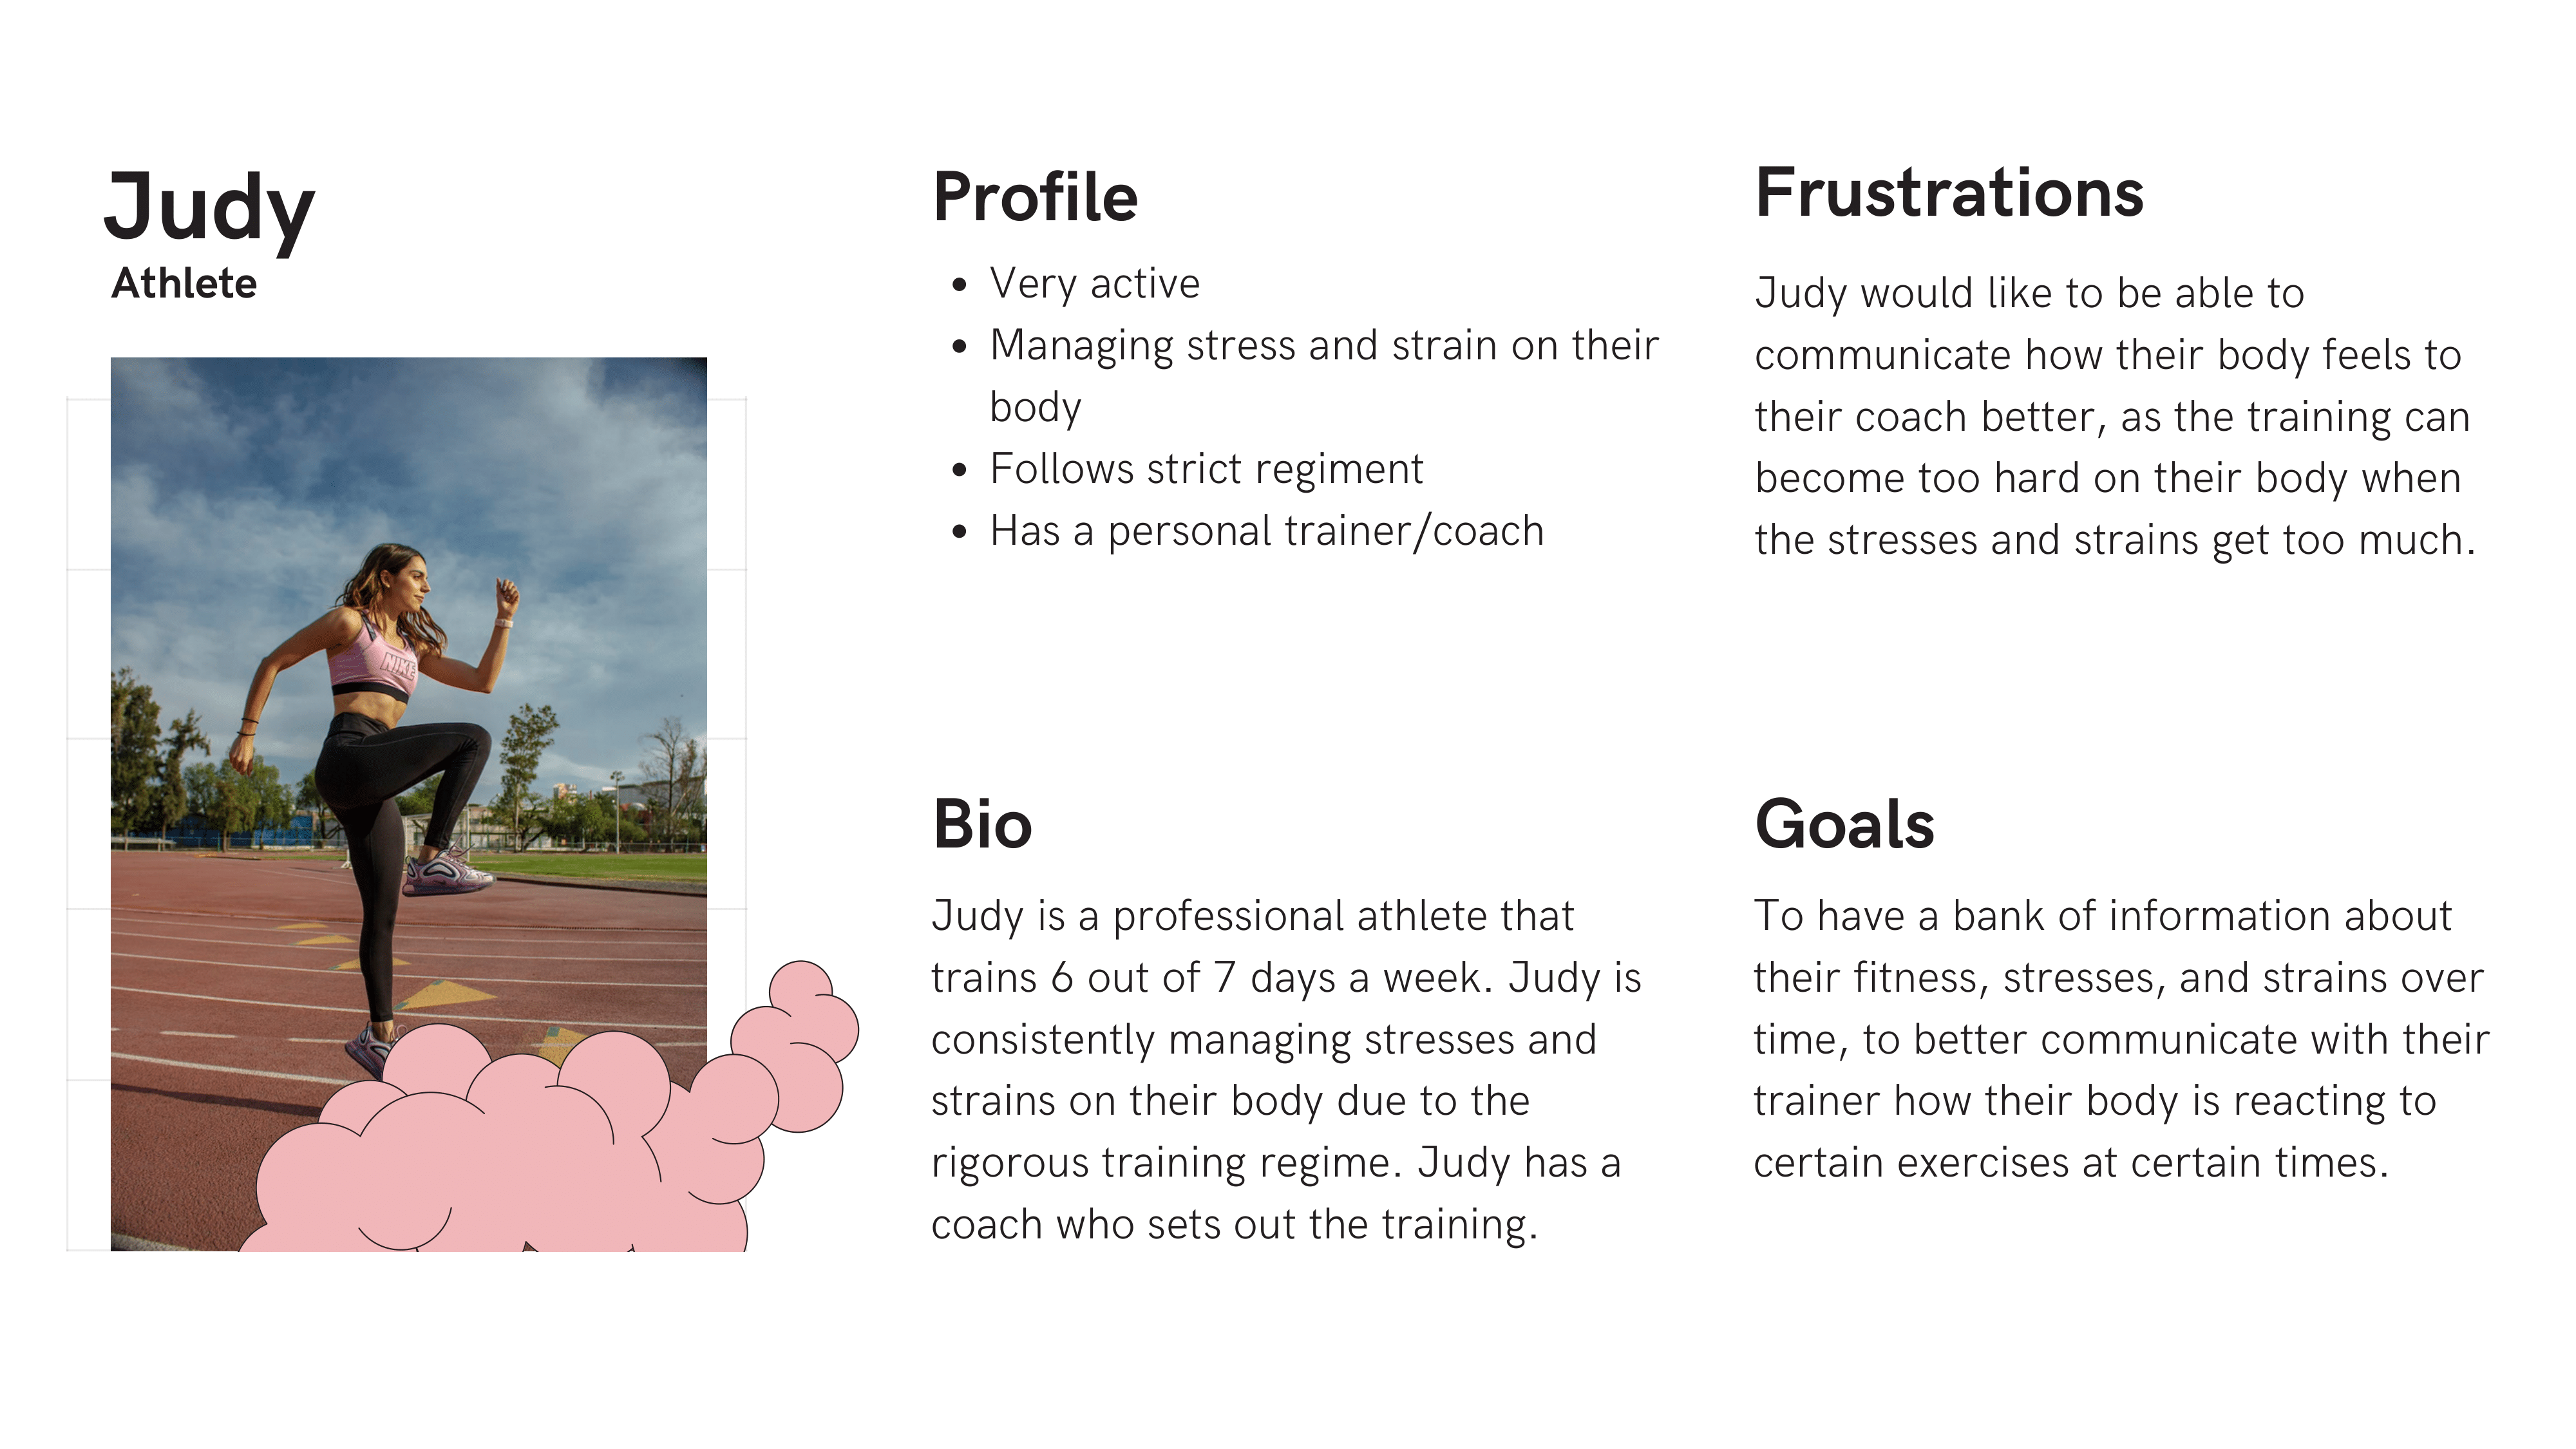 Judy
Athlete
NIKE
Profile
• Very active
• Managing stress and strain on their
body
• Follows strict regiment
• Has a personal trainer/coach
Frustrations
Judy would like to be able to
communicate how their body feels to
their coach better, as the training can
become too hard on their body when
the stresses and strains get too much.
Bio
Judy is a professional athlete that
trains 6 out of 7 days a week. Judy is
consistently managing stresses and
strains on their body due to the
rigorous training regime. Judy has a
coach who sets out the training.
Goals
To have a bank of information about
their fitness, stresses, and strains over
time, to better communicate with their
trainer how their body is reacting to
certain exercises at certain times.